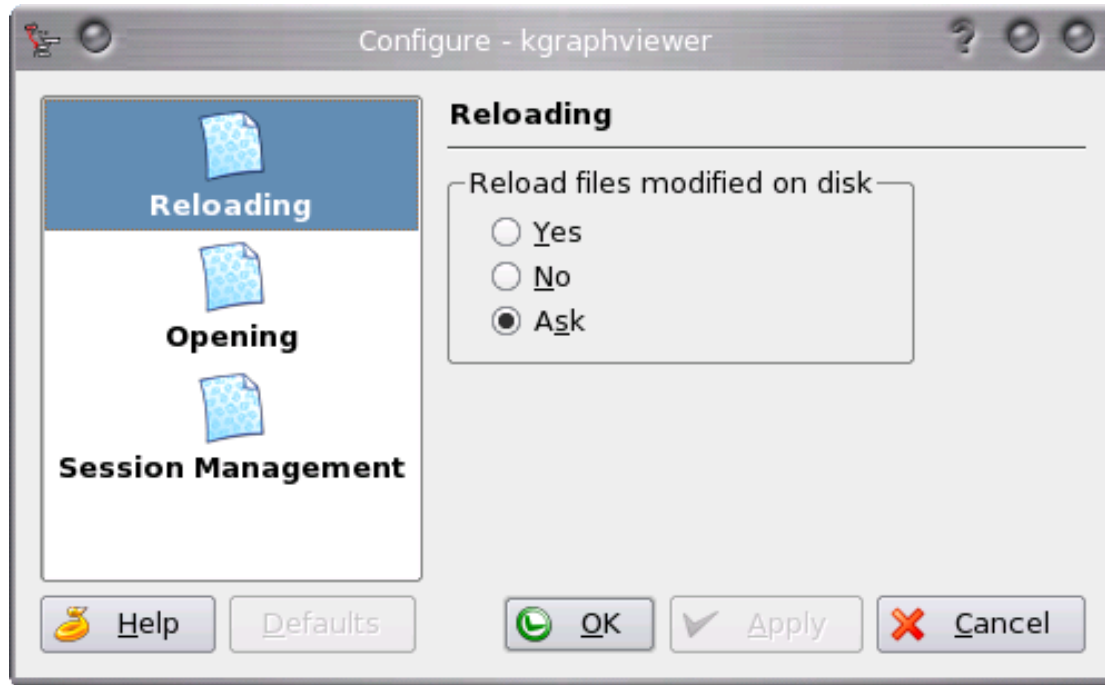 Configure - kgraphviewer
Reloading
Opening
Session Management
Reloading
Reload files modified on disk
Yes
No
Ask
Help
Defaults
OK
Apply
Cancel